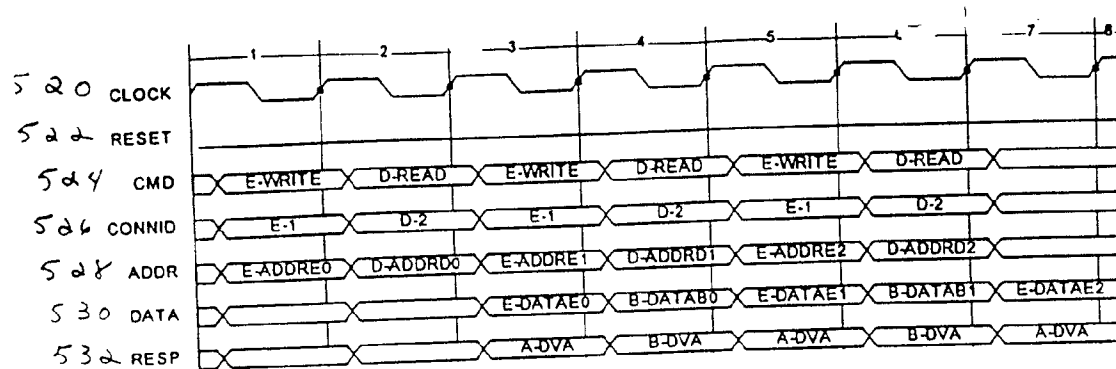 1 2 3 4 5 7 8
520 CLOCK
522 RESET
524 CMD E-WRITE D-READ E-WRITE D-READ E-WRITE D-READ
526 CONNID E-1 D-2 E-1 D-2 E-1 D-2
528 ADDR E-ADDRE0 D-ADDRD0 E-ADDRE1 D-ADDRD1 E-ADDRE2 D-ADDRD2
530 DATA E-DATAE0 B-DATAB0 E-DATAE1 B-DATAB1 E-DATAE2
532 RESP A-DVA B-DVA A-DVA B-DVA A-DVA